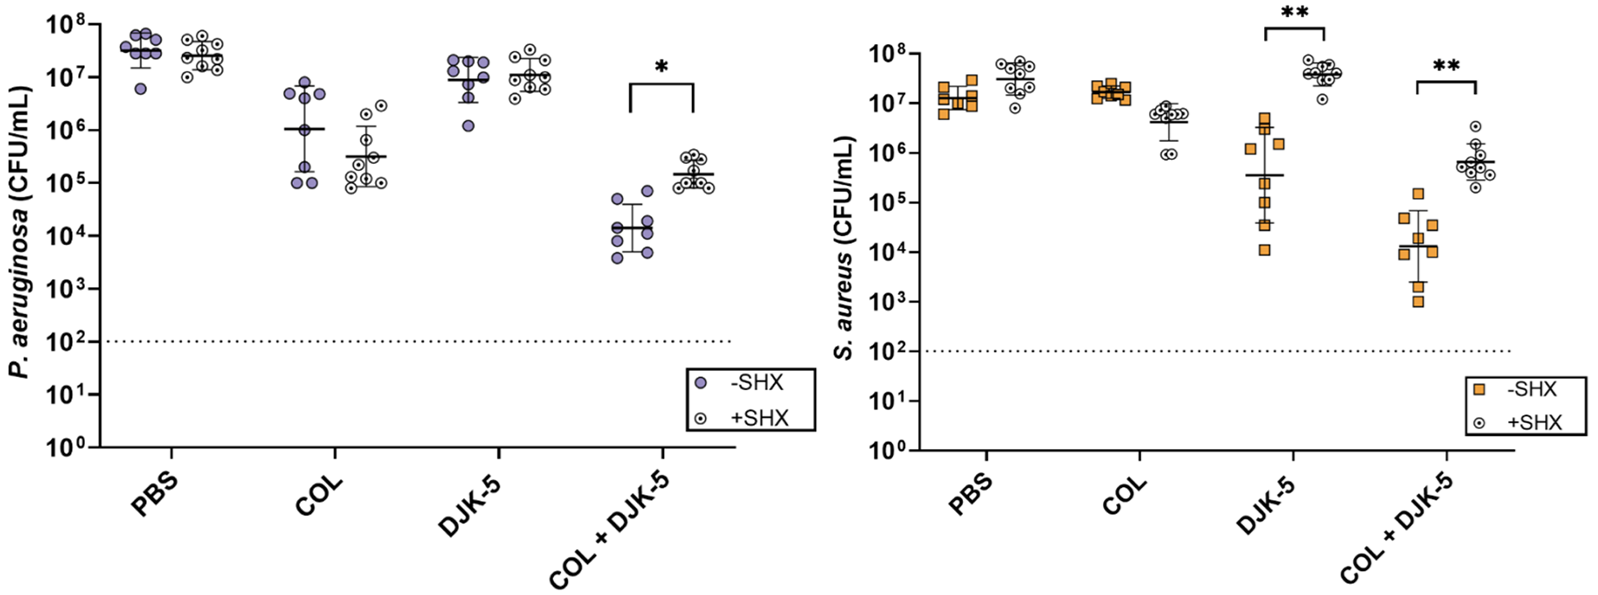 P. aeruginosa (CFU/mL)
10⁸
10⁷
10⁶
10⁵
10⁴
10³
10²
10¹
10⁰
*
-SHX
+SHX
PBS
COL
DJK-5
COL + DJK-5
S. aureus (CFU/mL)
10⁸
10⁷
10⁶
10⁵
10⁴
10³
10²
10¹
10⁰
**
**
-SHX
+SHX
PBS
COL
DJK-5
COL + DJK-5